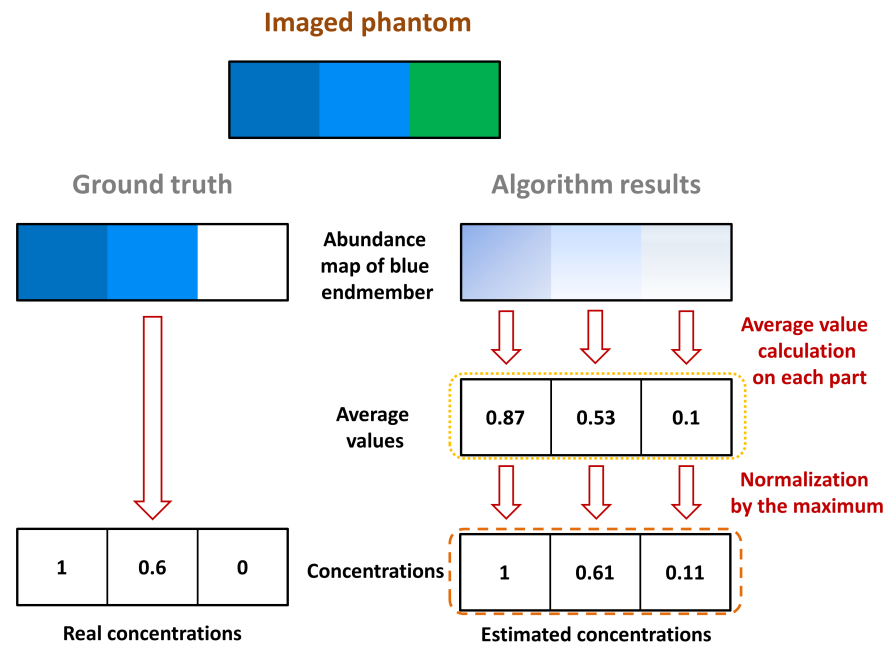 Imaged phantom
Ground truth
Algorithm results
Abundance
map of blue
endmember
Average value
calculation
on each part
Average
values
0.87 0.53 0.1
Normalization
by the maximum
1 0.6 0
Concentrations
1 0.61 0.11
Real concentrations
Estimated concentrations